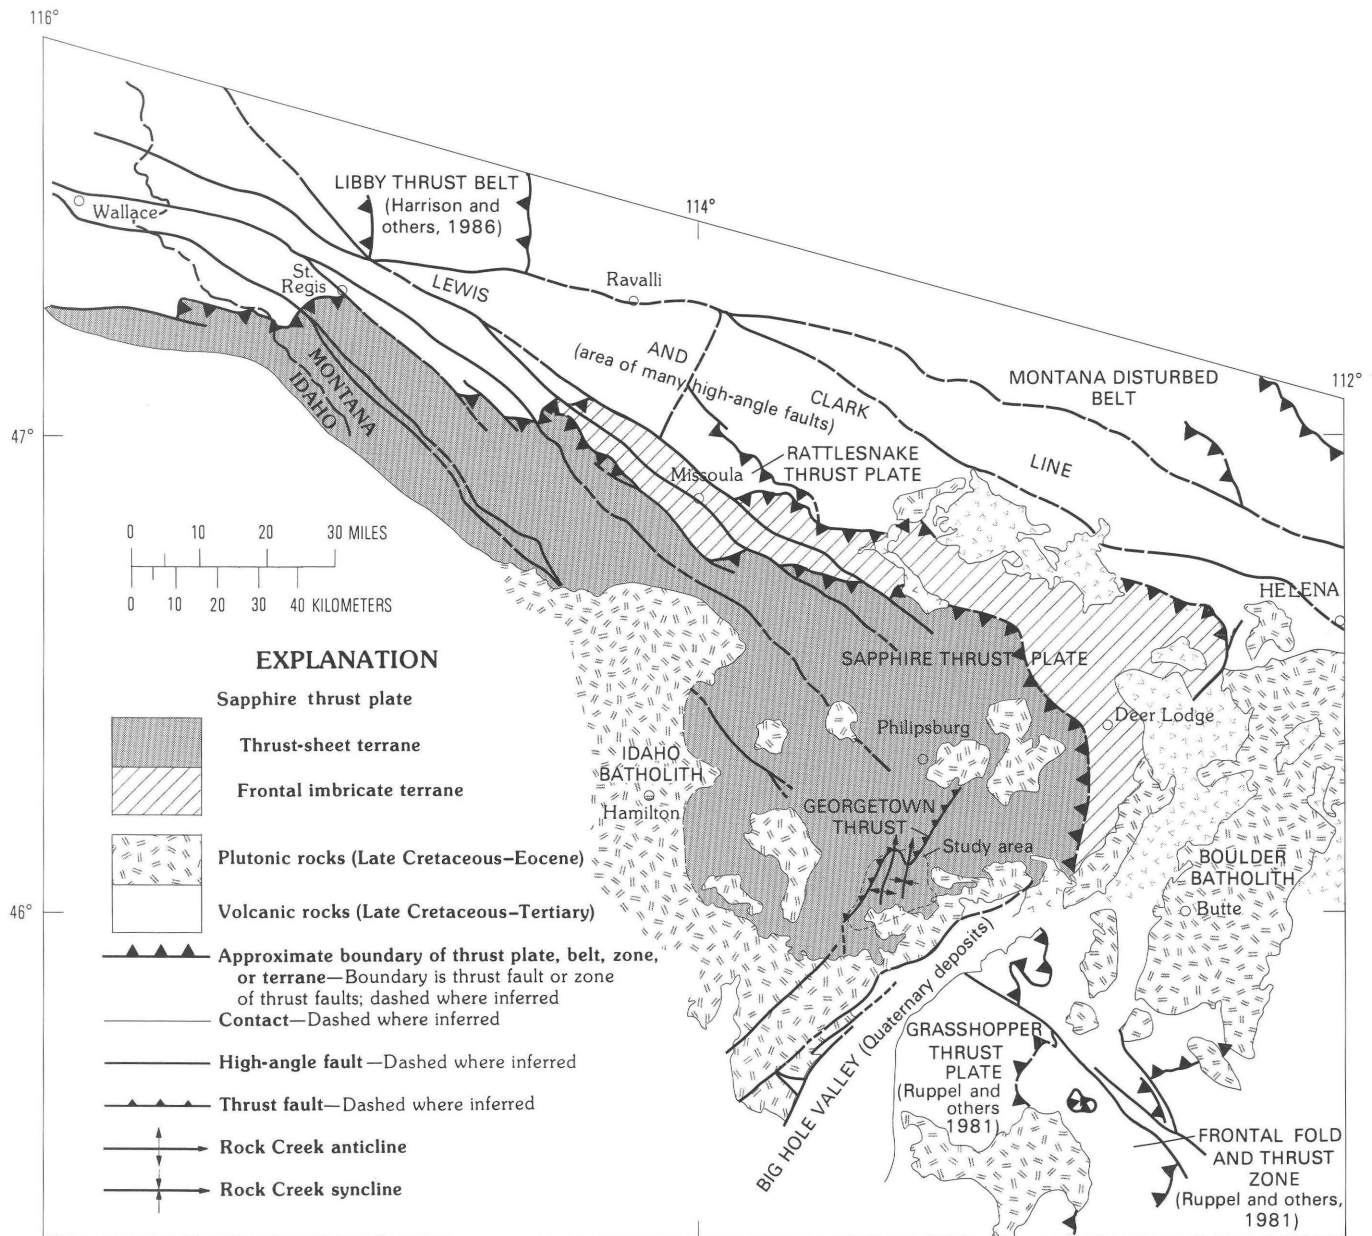 116°
LIBBY THRUST BELT
(Harrison and
others, 1986)
114°
Wallace
St.
Regis
LEWIS
Ravalli
AND
(area of many high-angle faults)
CLARK
LINE
MONTANA DISTURBED
BELT
112°
MONTANA
IDAHO
47°
RATTLESNAKE
THRUST PLATE
Missoula
0 10 20 30 MILES
0 10 20 30 40 KILOMETERS
HELENA
EXPLANATION
Sapphire thrust plate
Thrust-sheet terrane
Frontal imbricate terrane
Plutonic rocks (Late Cretaceous–Eocene)
Volcanic rocks (Late Cretaceous–Tertiary)
Approximate boundary of thrust plate, belt, zone,
or terrane—Boundary is thrust fault or zone
of thrust faults; dashed where inferred
Contact—Dashed where inferred
High-angle fault—Dashed where inferred
Thrust fault—Dashed where inferred
Rock Creek anticline
Rock Creek syncline
SAPPHIRE THRUST PLATE
Philipsburg
Deer Lodge
IDAHO
BATHOLITH
Hamilton
GEORGETOWN
THRUST
Study area
BOULDER
BATHOLITH
Butte
46°
BIG HOLE VALLEY (Quaternary deposits)
GRASSHOPPER
THRUST
PLATE
(Ruppel and
others
1981)
FRONTAL FOLD
AND THRUST
ZONE
(Ruppel and others,
1981)